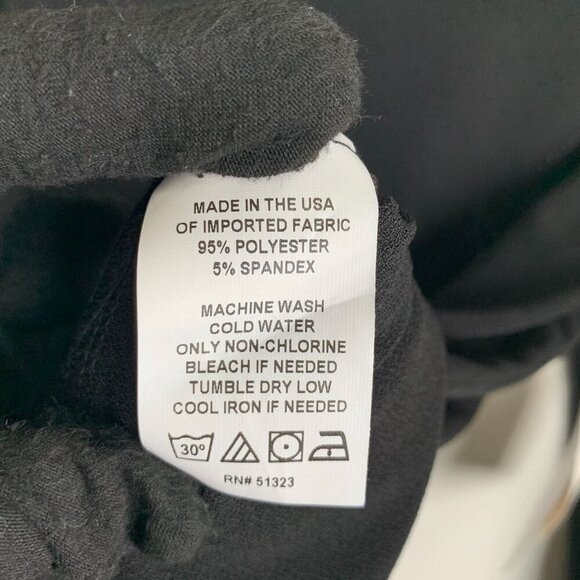 MADE IN THE USA
OF IMPORTED FABRIC
95% POLYESTER
5% SPANDEX
MACHINE WASH
COLD WATER
ONLY NON-CHLORINE
BLEACH IF NEEDED
TUMBLE DRY LOW
COOL IRON IF NEEDED
30º
RN# 51323